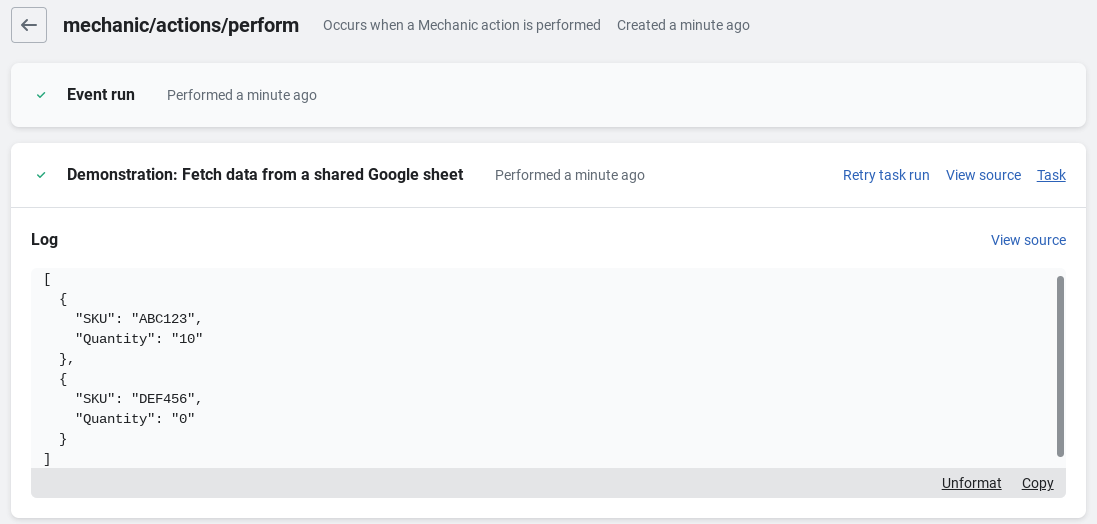 mechanic/actions/perform Occurs when a Mechanic action is performed Created a minute ago
Event run Performed a minute ago
Demonstration: Fetch data from a shared Google sheet Performed a minute ago Retry task run View source Task
Log View source
[
  {
    "SKU": "ABC123",
    "Quantity": "10"
  },
  {
    "SKU": "DEF456",
    "Quantity": "0"
  }
]
Unformat Copy